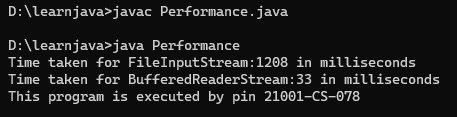 D:\learnjava>javac Performance.java
D:\learnjava>java Performance
Time taken for FileInputStream:1208 in milliseconds
Time taken for BufferedReaderStream:33 in milliseconds
This program is executed by pin 21001-CS-078